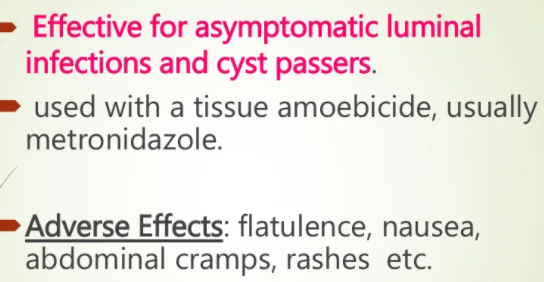 Effective for asymptomatic luminal
infections and cyst passers.
used with a tissue amoebicide, usually
metronidazole.
Adverse Effects: flatulence, nausea,
abdominal cramps, rashes etc.